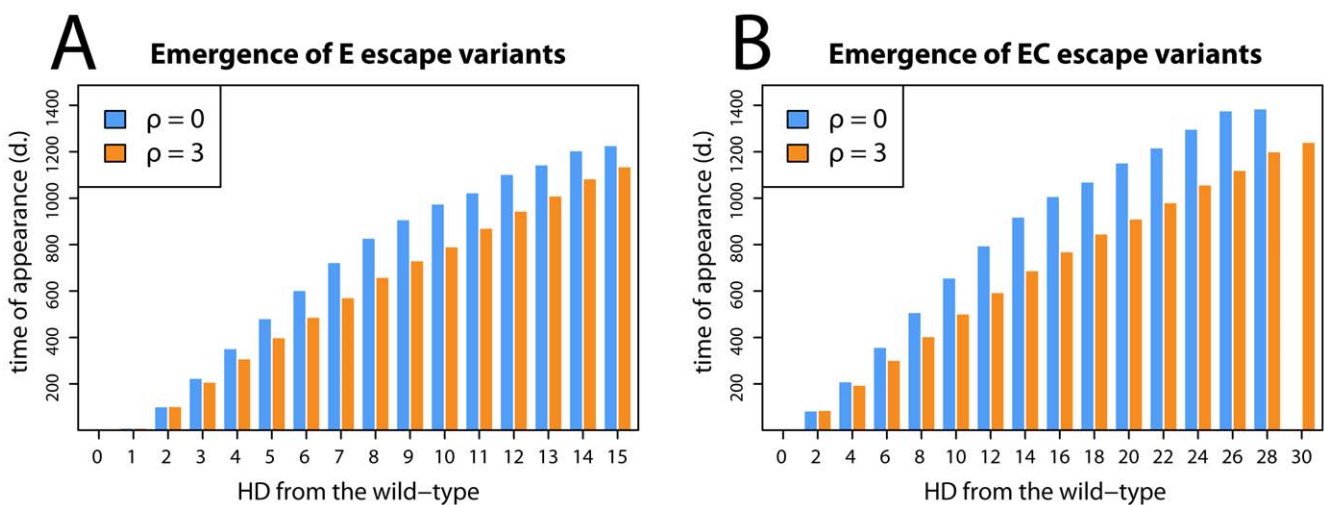 A
Emergence of E escape variants
ρ = 0
ρ = 3
time of appearance (d.)
200 400 600 800 1000 1200 1400
0 1 2 3 4 5 6 7 8 9 10 11 12 13 14 15
HD from the wild−type
B
Emergence of EC escape variants
ρ = 0
ρ = 3
time of appearance (d.)
200 400 600 800 1000 1200 1400
0 2 4 6 8 10 12 14 16 18 20 22 24 26 28 30
HD from the wild−type